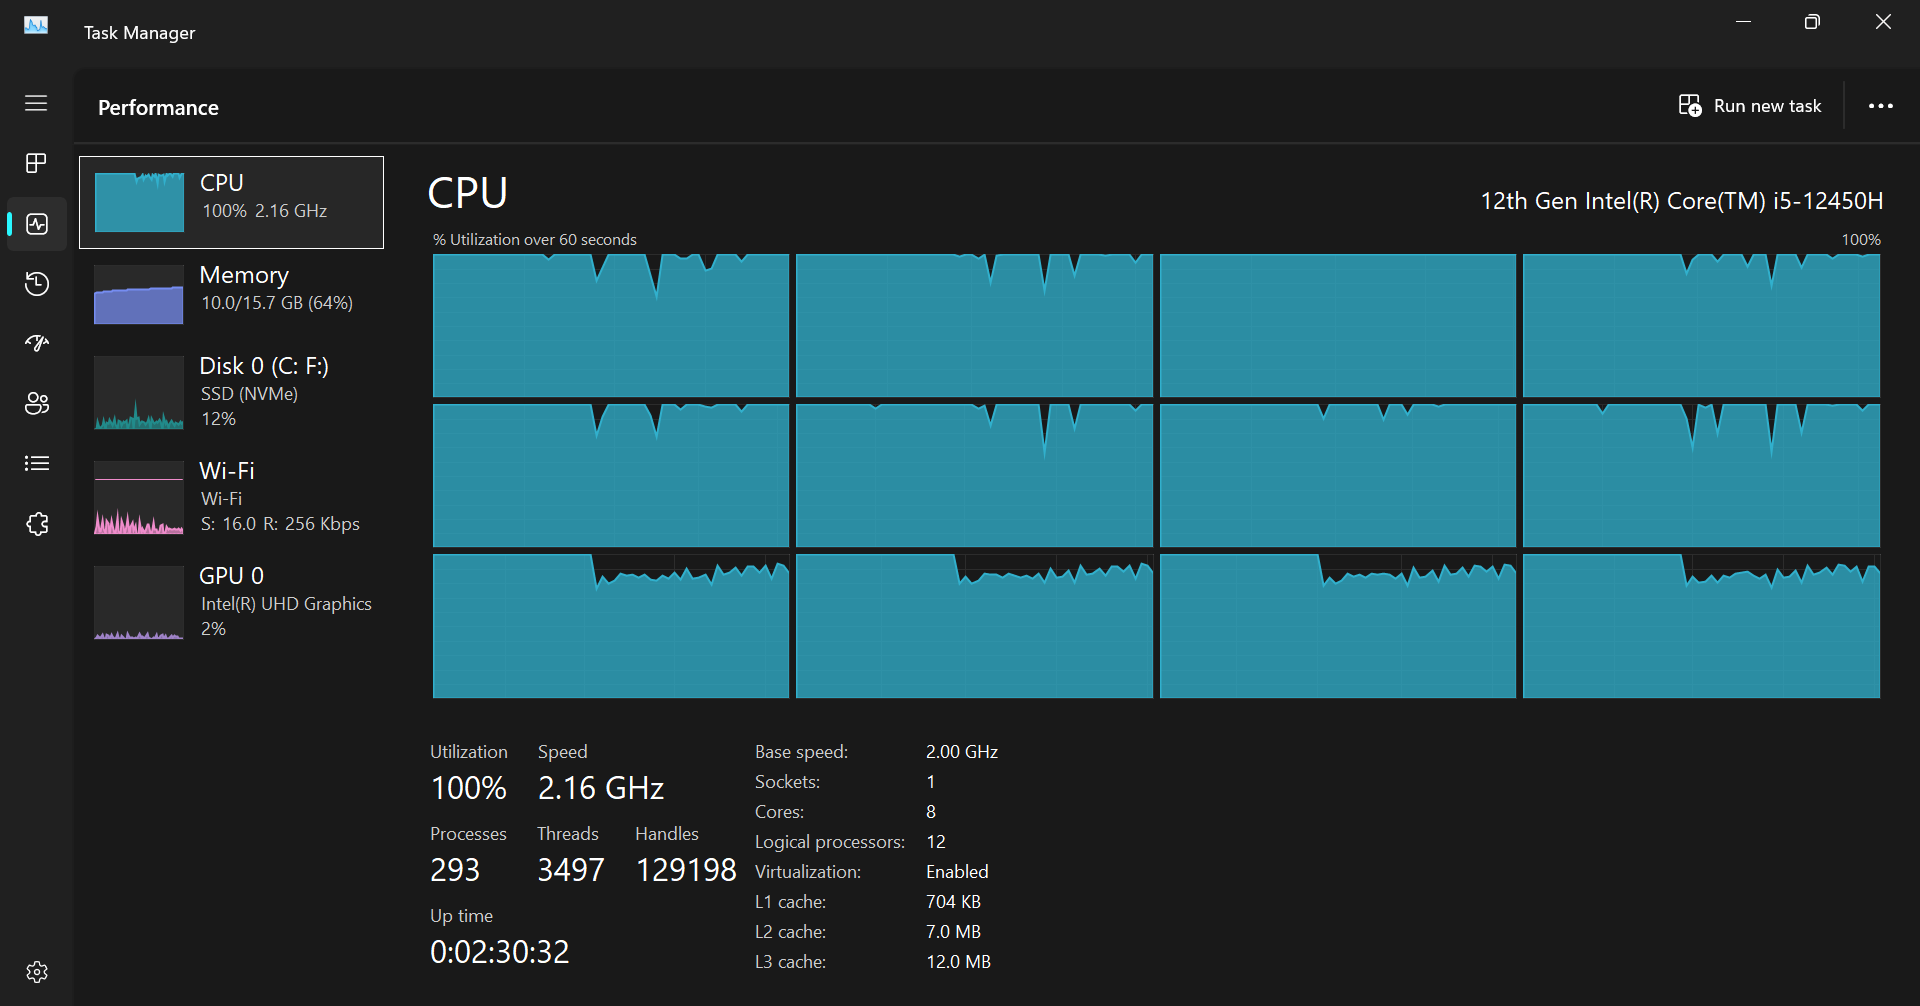 Task Manager
Performance
Run new task
CPU
100% 2.16 GHz
Memory
10.0/15.7 GB (64%)
Disk 0 (C: F:)
SSD (NVMe)
12%
Wi-Fi
Wi-Fi
S: 16.0 R: 256 Kbps
GPU 0
Intel(R) UHD Graphics
2%
CPU
12th Gen Intel(R) Core(TM) i5-12450H
% Utilization over 60 seconds
100%
Utilization
100%
Speed
2.16 GHz
Processes
293
Threads
3497
Handles
129198
Up time
0:02:30:32
Base speed: 2.00 GHz
Sockets: 1
Cores: 8
Logical processors: 12
Virtualization: Enabled
L1 cache: 704 KB
L2 cache: 7.0 MB
L3 cache: 12.0 MB